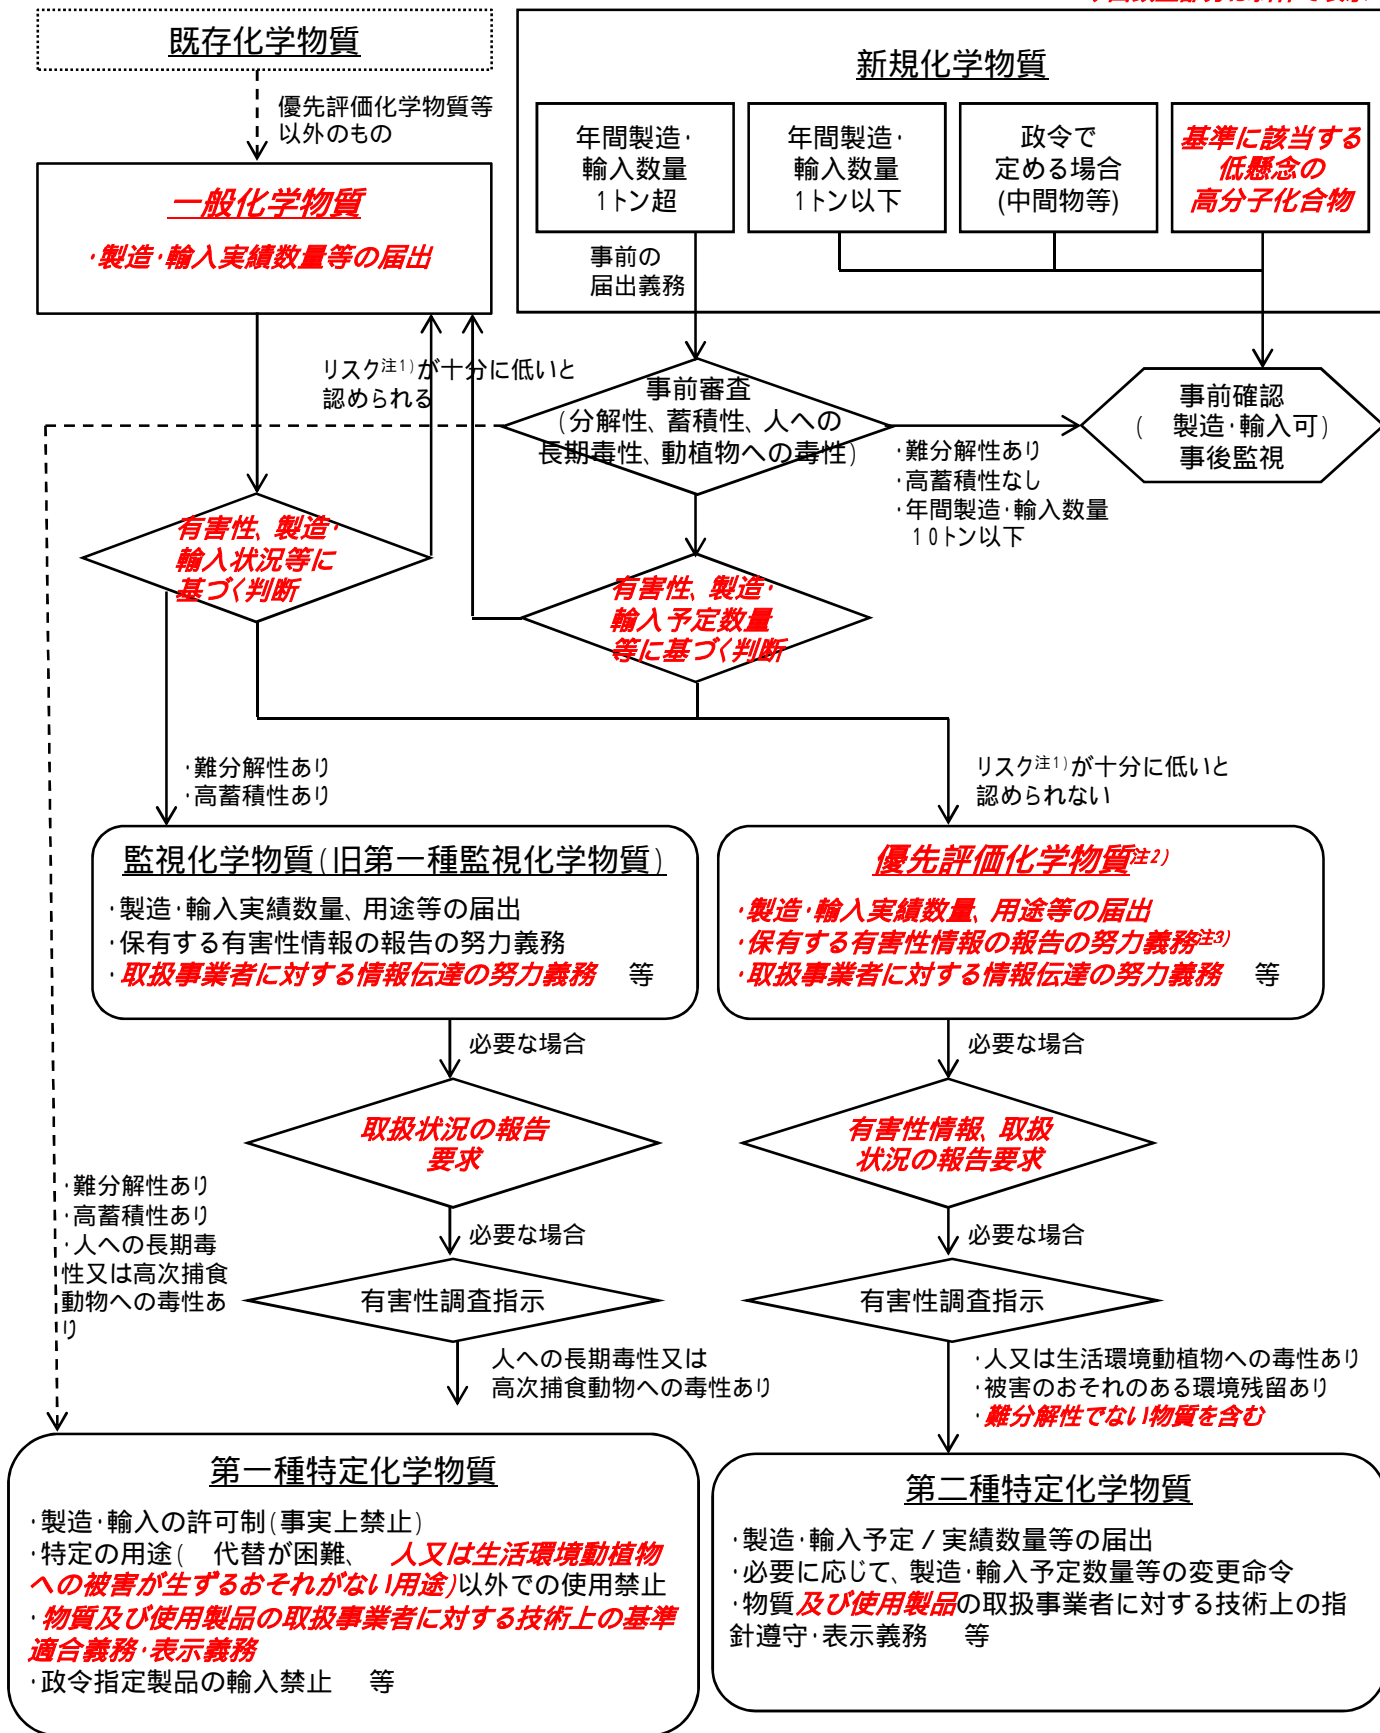 既存化学物質
優先評価化学物質等
以外のもの
一般化学物質
・製造・輸入実績数量等の届出
新規化学物質
年間製造・
輸入数量
1トン超
年間製造・
輸入数量
1トン以下
政令で
定める場合
(中間物等)
基準に該当する
低懸念の
高分子化合物
事前の
届出義務
リスク注1)が十分に低いと
認められる
事前審査
(分解性、蓄積性、人への
長期毒性、動植物への毒性)
事前確認
(　製造・輸入可)
事後監視
・難分解性あり
・高蓄積性なし
・年間製造・輸入数量
10トン以下
有害性、製造・
輸入状況等に
基づく判断
有害性、製造・
輸入予定数量
等に基づく判断
・難分解性あり
・高蓄積性あり
リスク注1)が十分に低いと
認められない
監視化学物質(旧第一種監視化学物質)
・製造・輸入実績数量、用途等の届出
・保有する有害性情報の報告の努力義務
・取扱事業者に対する情報伝達の努力義務　等
優先評価化学物質注2)
・製造・輸入実績数量、用途等の届出
・保有する有害性情報の報告の努力義務注3)
・取扱事業者に対する情報伝達の努力義務　等
必要な場合
必要な場合
取扱状況の報告
要求
有害性情報、取扱
状況の報告要求
・難分解性あり
・高蓄積性あり
・人への長期毒
性又は高次捕食
動物への毒性あ
り
必要な場合
必要な場合
有害性調査指示
有害性調査指示
人への長期毒性又は
高次捕食動物への毒性あり
・人又は生活環境動植物への毒性あり
・被害のおそれのある環境残留あり
・難分解性でない物質を含む
第一種特定化学物質
・製造・輸入の許可制(事実上禁止)
・特定の用途(　代替が困難、　人又は生活環境動植物
への被害が生ずるおそれがない用途)以外での使用禁止
・物質及び使用製品の取扱事業者に対する技術上の基準
適合義務・表示義務
・政令指定製品の輸入禁止　等
第二種特定化学物質
・製造・輸入予定/実績数量等の届出
・必要に応じて、製造・輸入予定数量等の変更命令
・物質及び使用製品の取扱事業者に対する技術上の指
針遵守・表示義務　等